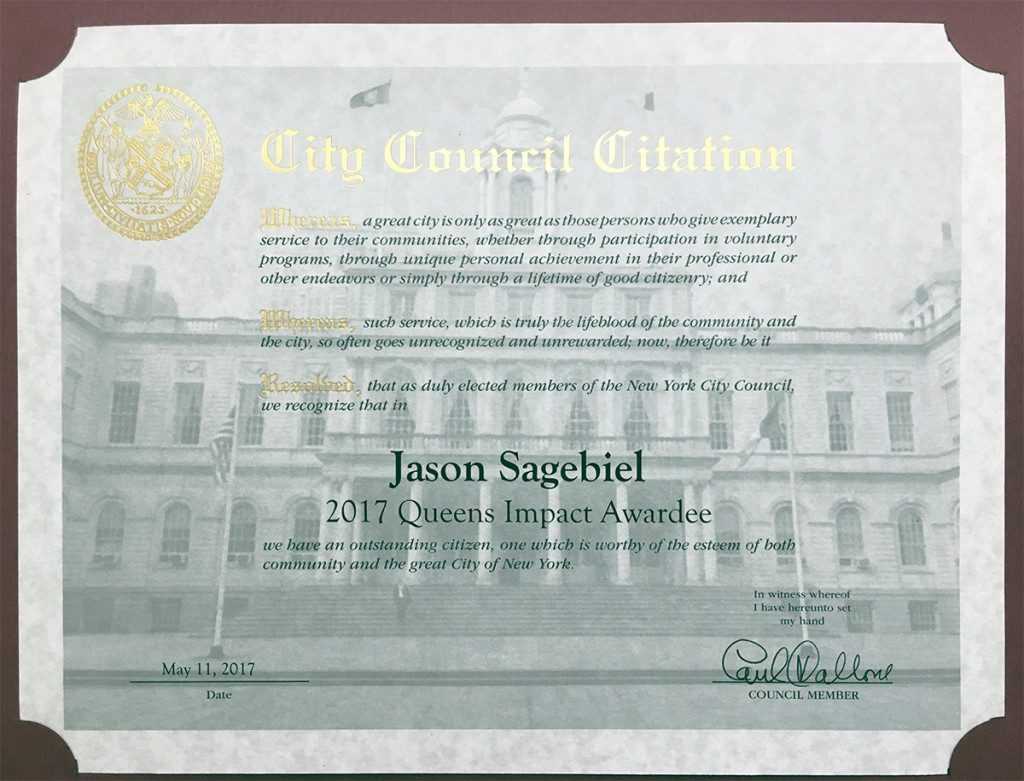 City Council Citation
Whereas, a great city is only as great as those persons who give exemplary
service to their communities, whether through participation in voluntary
programs, through unique personal achievement in their professional or
other endeavors or simply through a lifetime of good citizenry; and
Whereas, such service, which is truly the lifeblood of the community and
the city, so often goes unrecognized and unrewarded; now, therefore be it
Resolved, that as duly elected members of the New York City Council,
we recognize that in
Jason Sagebiel
2017 Queens Impact Awardee
we have an outstanding citizen, one which is worthy of the esteem of both
community and the great City of New York.
In witness whereof
I have hereunto set
my hand
May 11, 2017
Date
Paul Vallone
COUNCIL MEMBER
1625